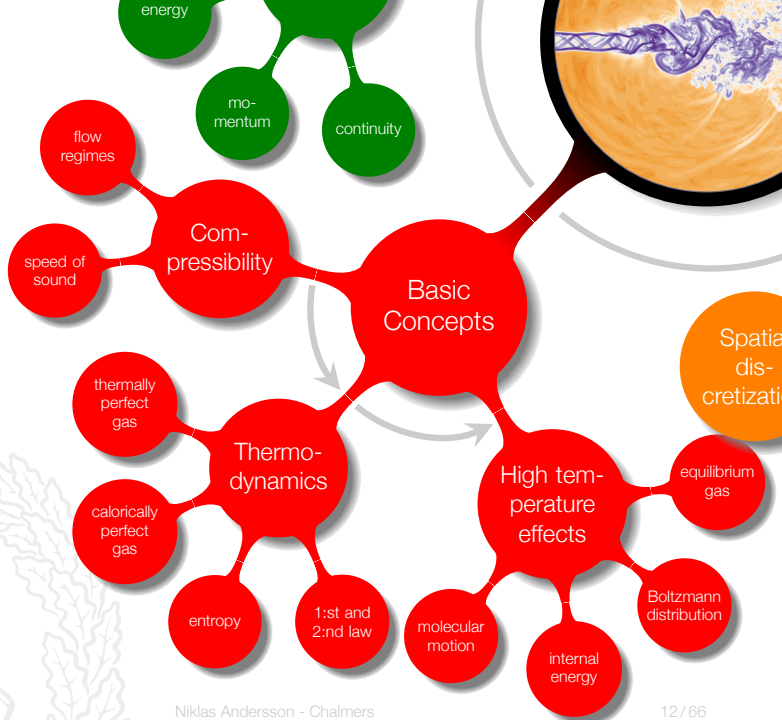 energy
mo-
mentum
continuity
flow
regimes
Com-
pressibility
speed of
sound
Basic
Concepts
Spatia
dis-
cretizati
thermally
perfect
gas
Thermo-
dynamics
High tem-
perature
effects
equilibrium
gas
calorically
perfect
gas
entropy
1:st and
2:nd law
molecular
motion
Boltzmann
distribution
internal
energy
Niklas Andersson - Chalmers
12 / 66